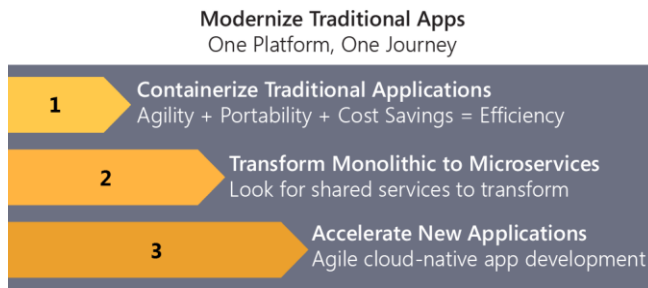 Modernize Traditional Apps
One Platform, One Journey
1
Containerize Traditional Applications
Agility + Portability + Cost Savings = Efficiency
2
Transform Monolithic to Microservices
Look for shared services to transform
3
Accelerate New Applications
Agile cloud-native app development